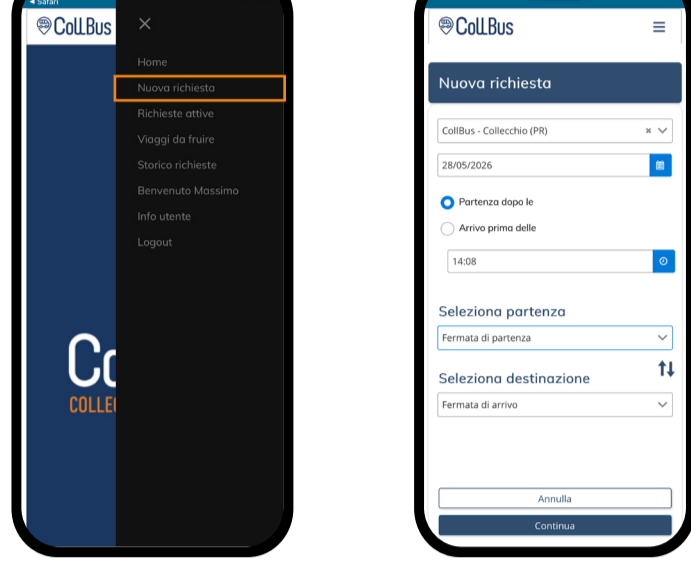 Safari
CollBus
Home
Nuova richiesta
Richieste attive
Viaggi da fruire
Storico richieste
Benvenuto Massimo
Info utente
Logout
Co
COLLE
CollBus
Nuova richiesta
CollBus - Collecchio (PR)
28/05/2026
Partenza dopo le
Arrivo prima delle
14:08
Seleziona partenza
Fermata di partenza
Seleziona destinazione
Fermata di arrivo
Annulla
Continua